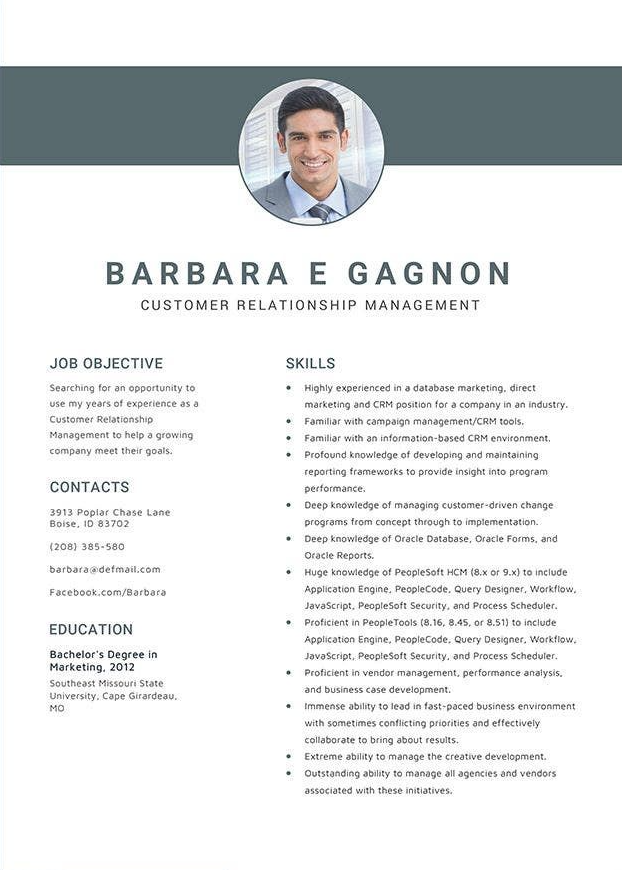 BARBARA E GAGNON
CUSTOMER RELATIONSHIP MANAGEMENT
JOB OBJECTIVE
Searching for an opportunity to
use my years of experience as a
Customer Relationship
Management to help a growing
company meet their goals.
CONTACTS
3913 Poplar Chase Lane
Boise, ID 83702
(208) 385-580
barbara@defmail.com
Facebook.com/Barbara
EDUCATION
Bachelor's Degree in
Marketing, 2012
Southeast Missouri State
University, Cape Girardeau,
MO
SKILLS
• Highly experienced in a database marketing, direct
marketing and CRM position for a company in an industry.
• Familiar with campaign management/CRM tools.
• Familiar with an information-based CRM environment.
• Profound knowledge of developing and maintaining
reporting frameworks to provide insight into program
performance.
• Deep knowledge of managing customer-driven change
programs from concept through to implementation.
• Deep knowledge of Oracle Database, Oracle Forms, and
Oracle Reports.
• Huge knowledge of PeopleSoft HCM (8.x or 9.x) to include
Application Engine, PeopleCode, Query Designer, Workflow,
JavaScript, PeopleSoft Security, and Process Scheduler.
• Proficient in PeopleTools (8.16, 8.45, or 8.51) to include
Application Engine, PeopleCode, Query Designer, Workflow,
JavaScript, PeopleSoft Security, and Process Scheduler.
• Proficient in vendor management, performance analysis,
and business case development.
• Immense ability to lead in fast-paced business environment
with sometimes conflicting priorities and effectively
collaborate to bring about results.
• Extreme ability to manage the creative development.
• Outstanding ability to manage all agencies and vendors
associated with these initiatives.